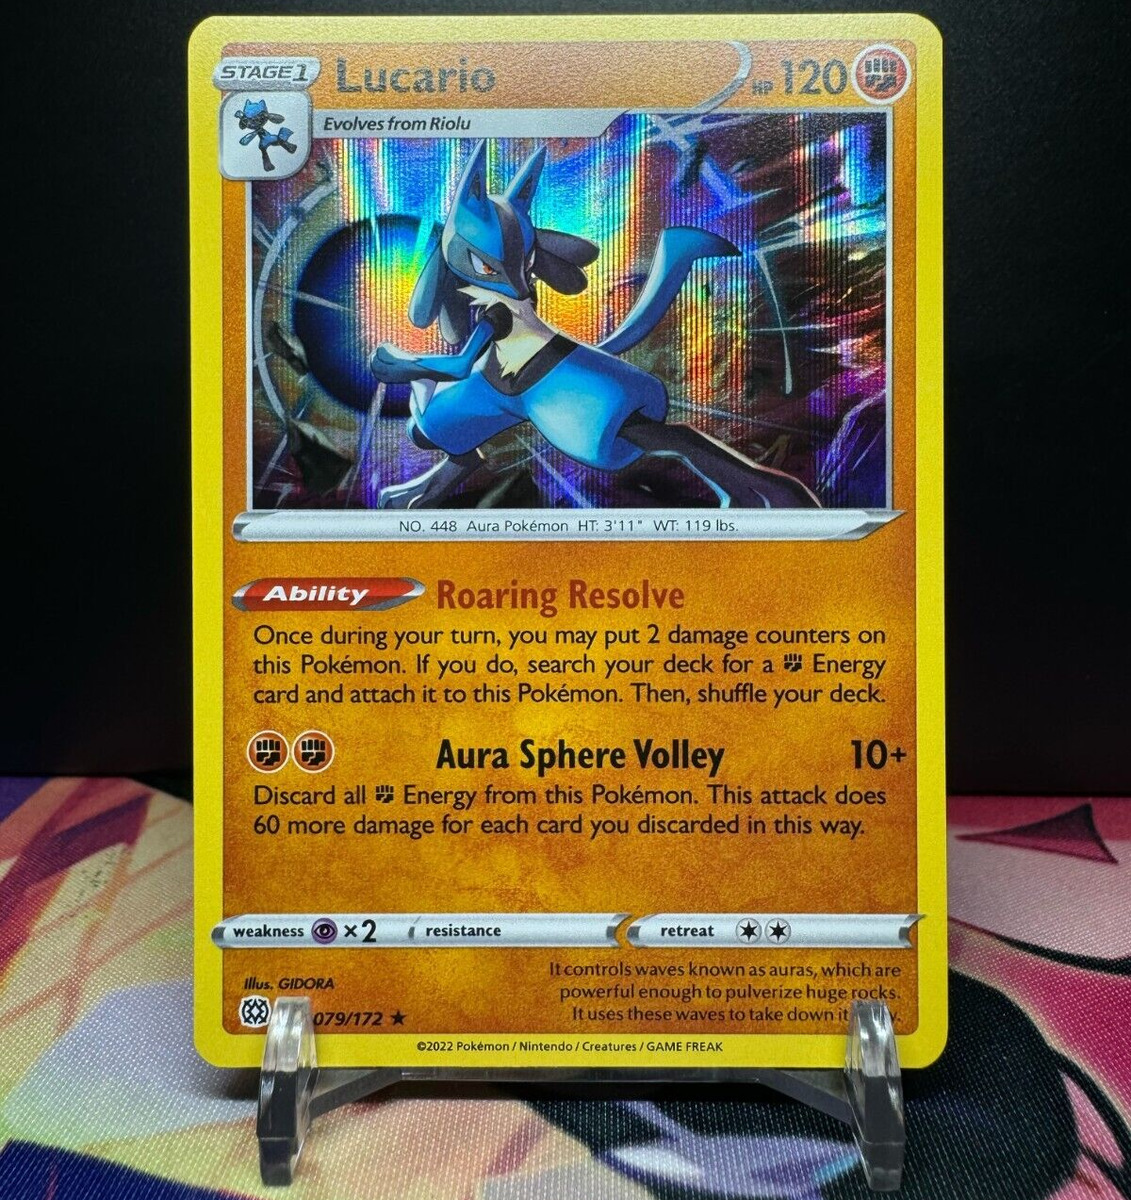 STAGE1 Lucario HP 120
Evolves from Riolu
NO. 448 Aura Pokémon HT: 3'11" WT: 119 lbs.
Ability Roaring Resolve
Once during your turn, you may put 2 damage counters on
this Pokémon. If you do, search your deck for a Energy
card and attach it to this Pokémon. Then, shuffle your deck.
Aura Sphere Volley 10+
Discard all Energy from this Pokémon. This attack does
60 more damage for each card you discarded in this way.
weakness ×2 resistance retreat
Illus. GIDORA
It controls waves known as auras, which are
powerful enough to pulverize huge rocks.
It uses these waves to take down
079/172 ★
©2022 Pokémon / Nintendo / Creatures / GAME FREAK